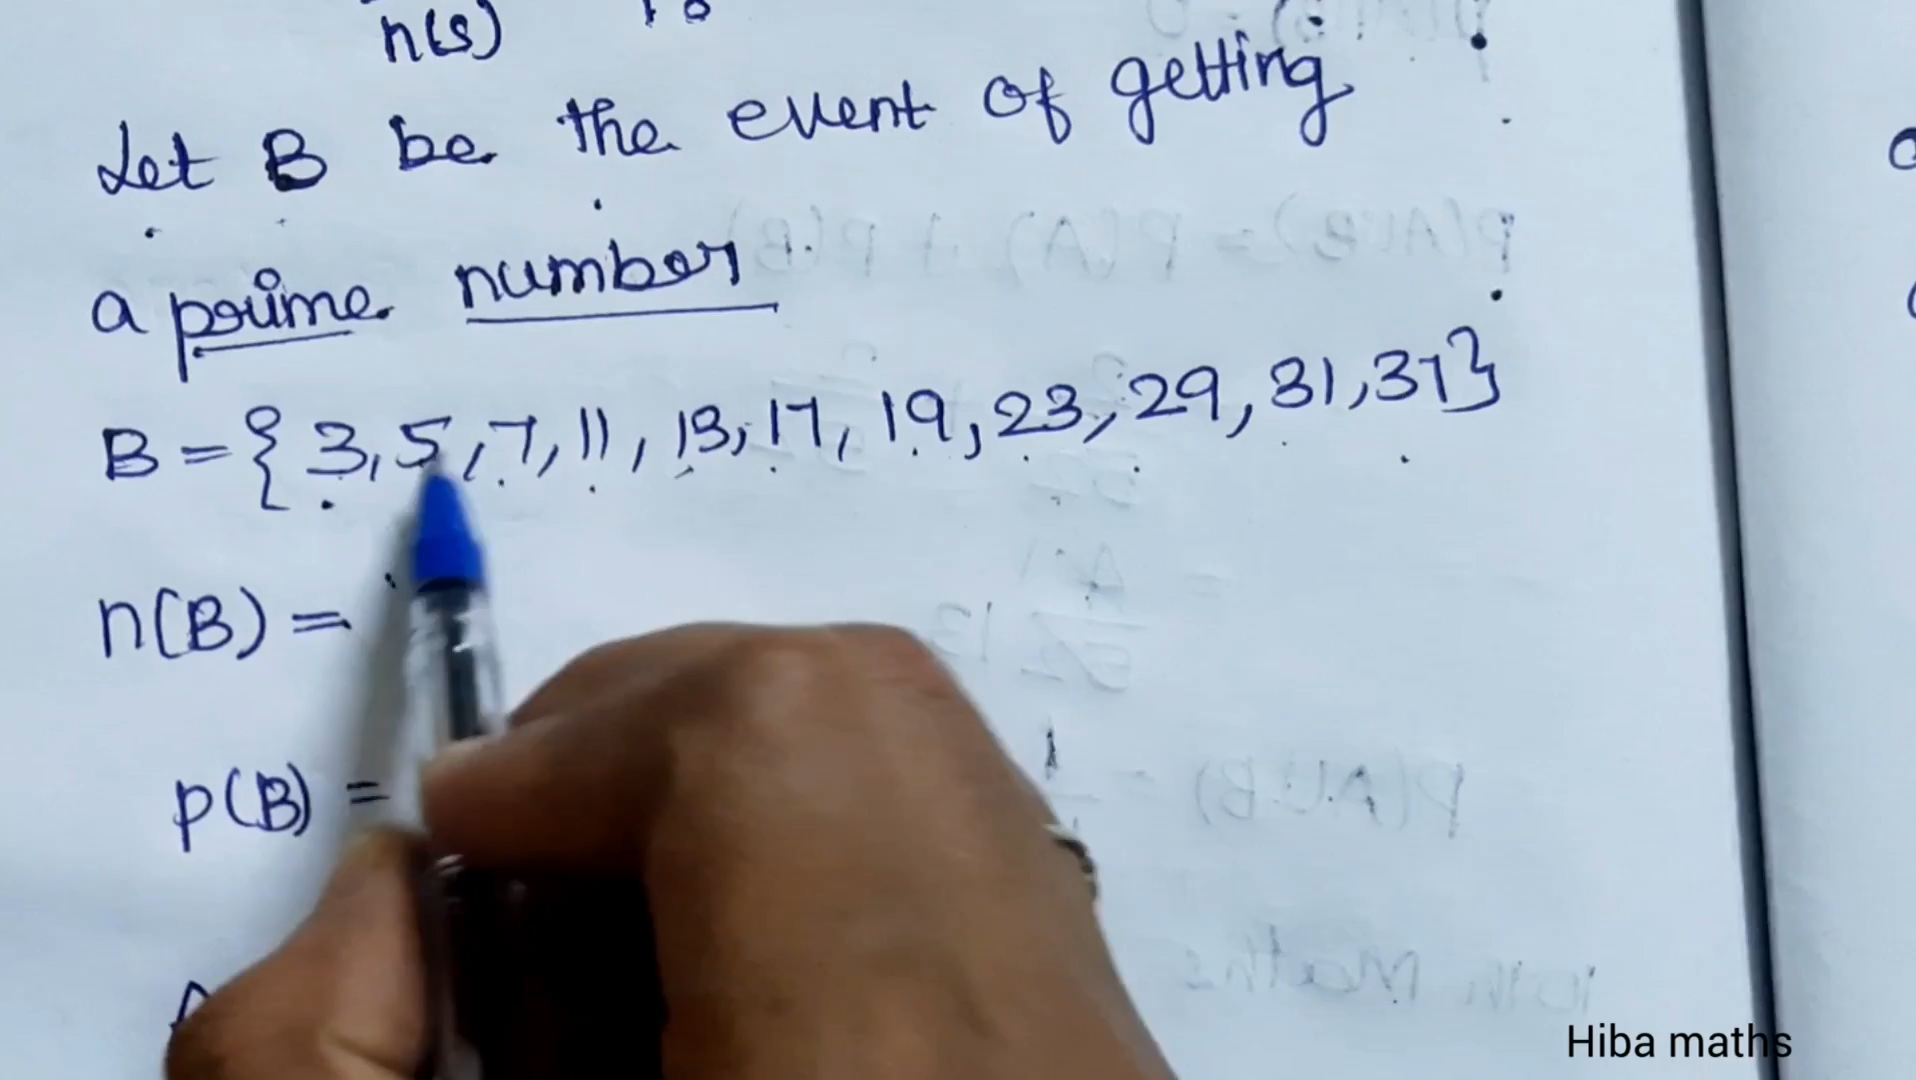 n(s)
Let B be the event of getting
a prime number
B = { 3, 5, 7, 11, 13, 17, 19, 23, 29, 31, 37}
n(B) =
p(B) =
Hiba maths